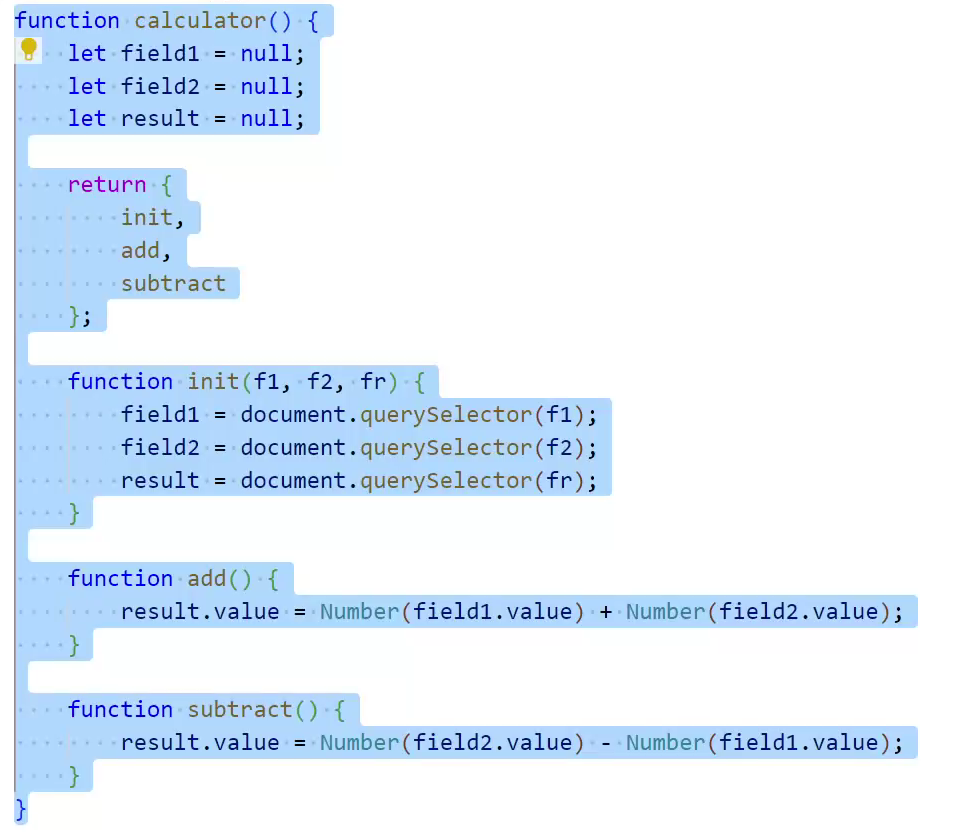 function calculator() {
    let field1 = null;
    let field2 = null;
    let result = null;

    return {
        init,
        add,
        subtract
    };

    function init(f1, f2, fr) {
        field1 = document.querySelector(f1);
        field2 = document.querySelector(f2);
        result = document.querySelector(fr);
    }

    function add() {
        result.value = Number(field1.value) + Number(field2.value);
    }

    function subtract() {
        result.value = Number(field2.value) - Number(field1.value);
    }
}